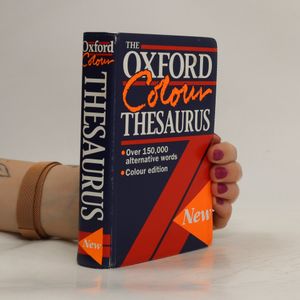 Oxford
Colour
THESAURUS
New
THE
OXFORD
Colour
THESAURUS
• Over 150,000
alternative words
• Colour edition
New